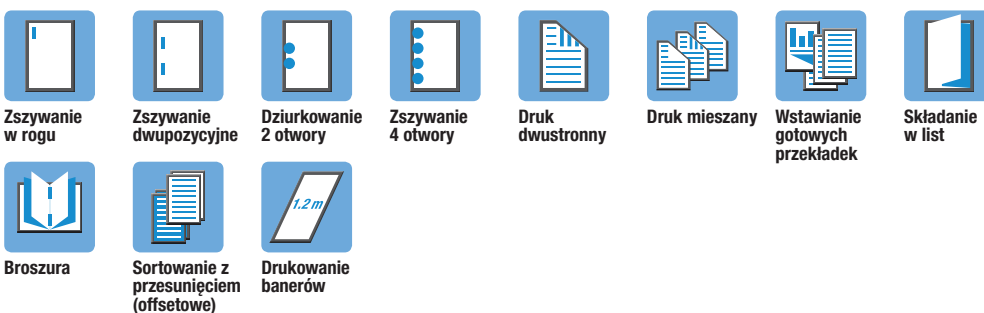 Zszywanie
w rogu
Zszywanie
dwupozycyjne
Dziurkowanie
2 otwory
Zszywanie
4 otwory
Druk
dwustronny
Druk mieszany
Wstawianie
gotowych
przekładek
Składanie
w list
1.2 m
Broszura
Sortowanie z
przesunięciem
(offsetowe)
Drukowanie
banerów